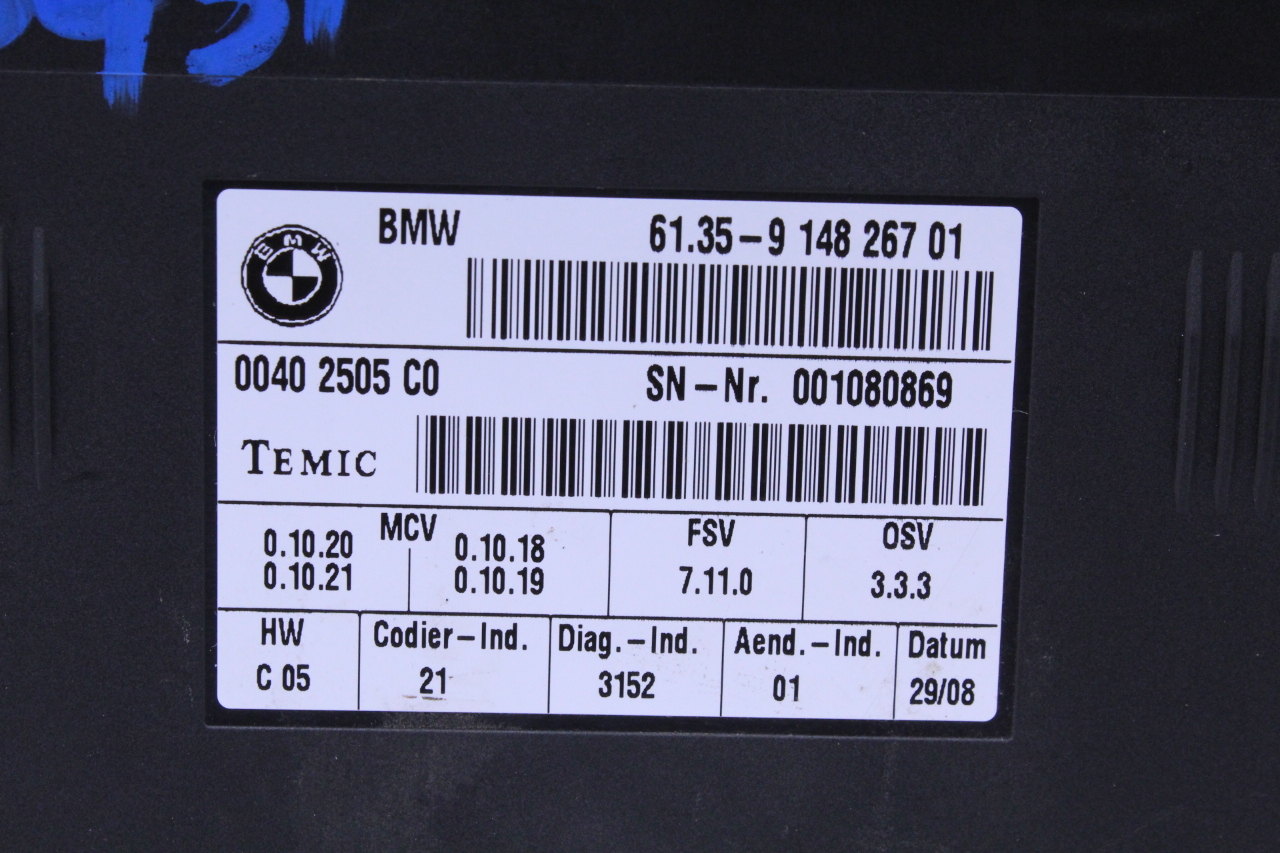 BMW 61.35-9 148 267 01
BMW
0040 2505 C0 SN-Nr. 001080869
TEMIC
MCV FSV OSV
0.10.20 0.10.18 7.11.0 3.3.3
0.10.21 0.10.19
HW Codier-Ind. Diag.-Ind. Aend.-Ind. Datum
C 05 21 3152 01 29/08